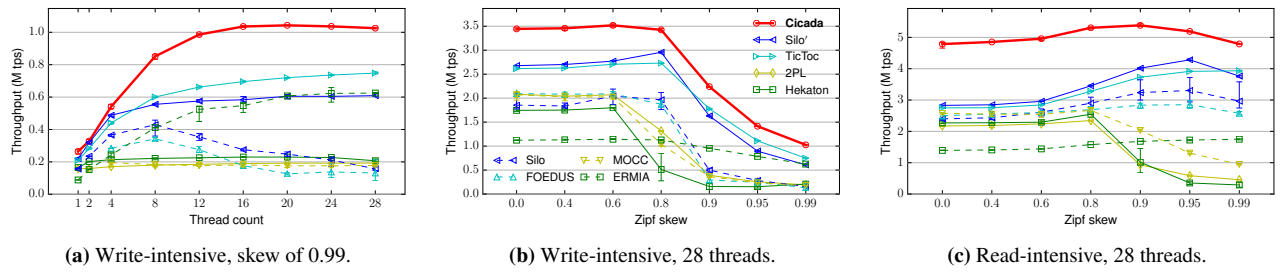 Throughput (M tps)
1.0
0.8
0.6
0.4
0.2
0.0
1 2 4 8 12 16 20 24 28
Thread count
(a) Write-intensive, skew of 0.99.
Throughput (M tps)
3.5
3.0
2.5
2.0
1.5
1.0
0.5
0.0
Cicada
Silo′
TicToc
2PL
Hekaton
Silo
MOCC
FOEDUS
ERMIA
0.0 0.4 0.6 0.8 0.9 0.95 0.99
Zipf skew
(b) Write-intensive, 28 threads.
Throughput (M tps)
5
4
3
2
1
0
0.0 0.4 0.6 0.8 0.9 0.95 0.99
Zipf skew
(c) Read-intensive, 28 threads.